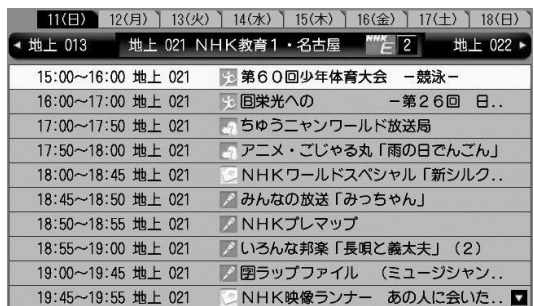 11(日) 12(月) 13(火) 14(水) 15(木) 16(金) 17(土) 18(日)
地上 013 地上 021 NHK教育1・名古屋 NHK E 2 地上 022
15:00~16:00 地上 021 第60回少年体育大会 －競泳－
16:00~17:00 地上 021 B栄光への －第26回 日..
17:00~17:50 地上 021 ちゅうニャンワールド放送局
17:50~18:00 地上 021 アニメ・ごじゃる丸「雨の日でんごん」
18:00~18:45 地上 021 NHKワールドスペシャル「新シルク..
18:45~18:50 地上 021 みんなの放送「みっちゃん」
18:50~18:55 地上 021 NHKプレマップ
18:55~19:00 地上 021 いろんな邦楽「長唄と義太夫」(2)
19:00~19:45 地上 021 字ラップファイル (ミュージシャン..
19:45~19:55 地上 021 NHK映像ランナー あの人に会いた..